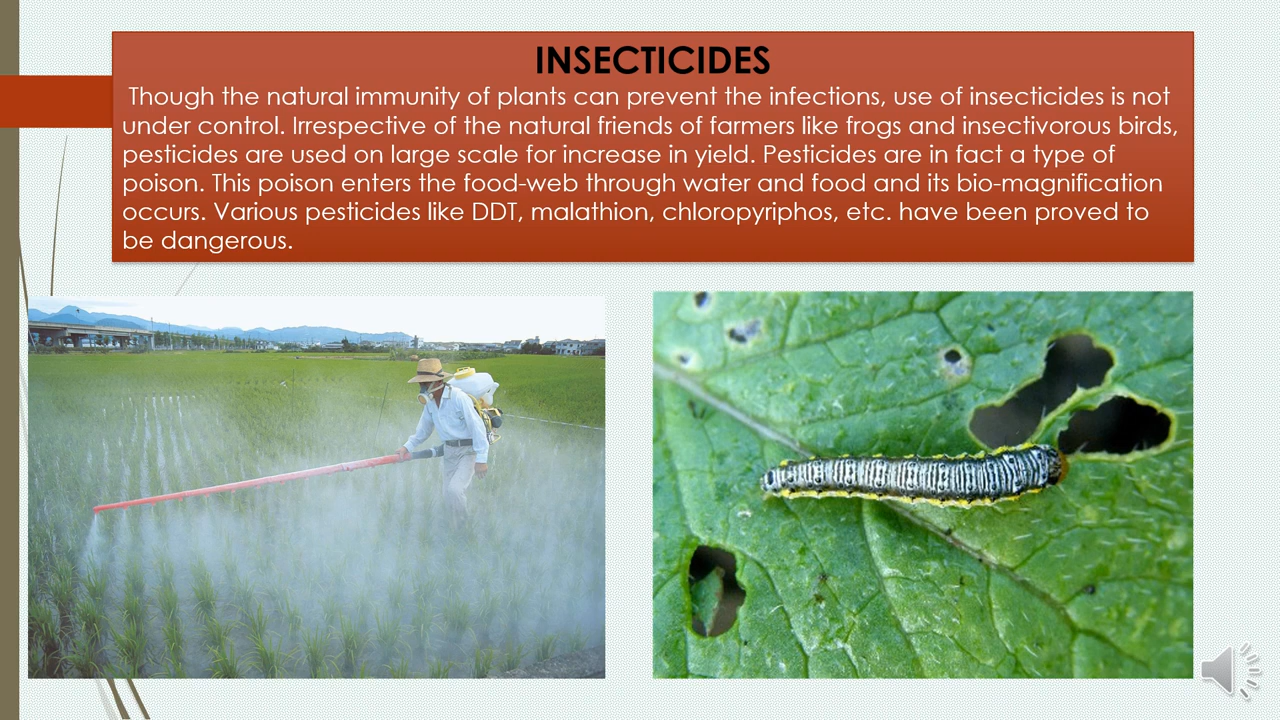 INSECTICIDES
Though the natural immunity of plants can prevent the infections, use of insecticides is not
under control. Irrespective of the natural friends of farmers like frogs and insectivorous birds,
pesticides are used on large scale for increase in yield. Pesticides are in fact a type of
poison. This poison enters the food-web through water and food and its bio-magnification
occurs. Various pesticides like DDT, malathion, chloropyriphos, etc. have been proved to
be dangerous.